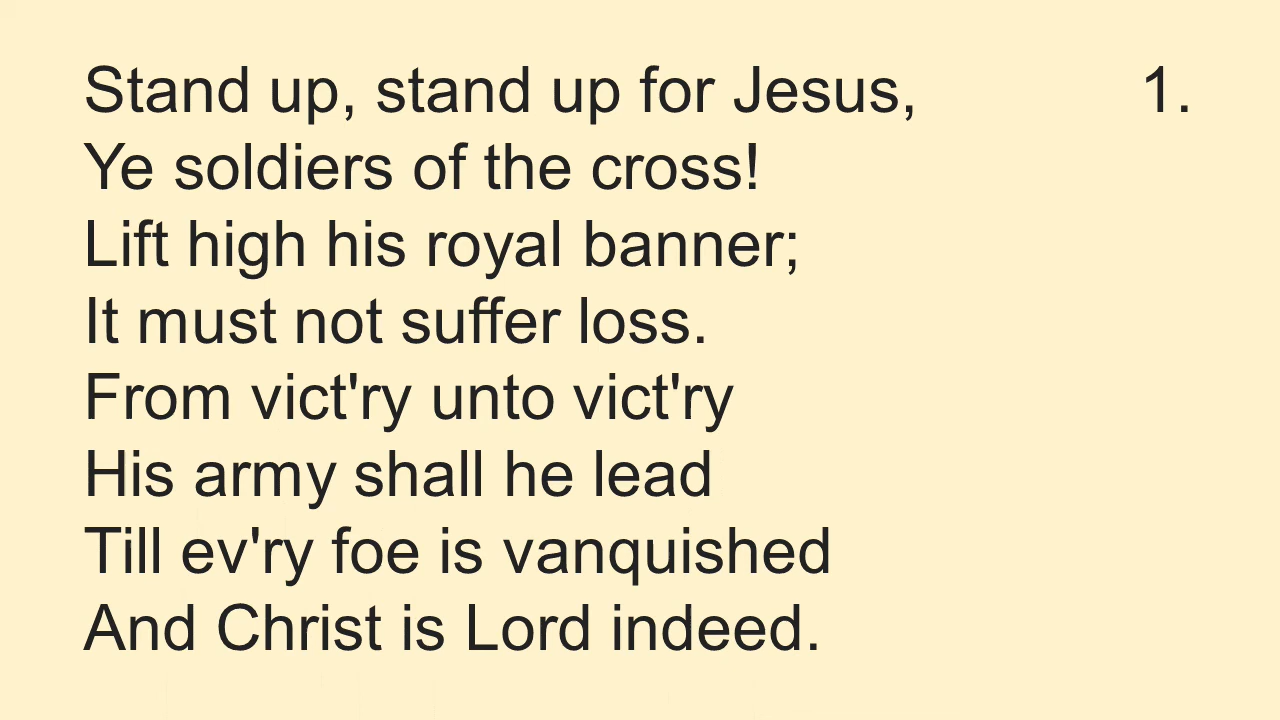 Stand up, stand up for Jesus, 1.
Ye soldiers of the cross!
Lift high his royal banner;
It must not suffer loss.
From vict'ry unto vict'ry
His army shall he lead
Till ev'ry foe is vanquished
And Christ is Lord indeed.